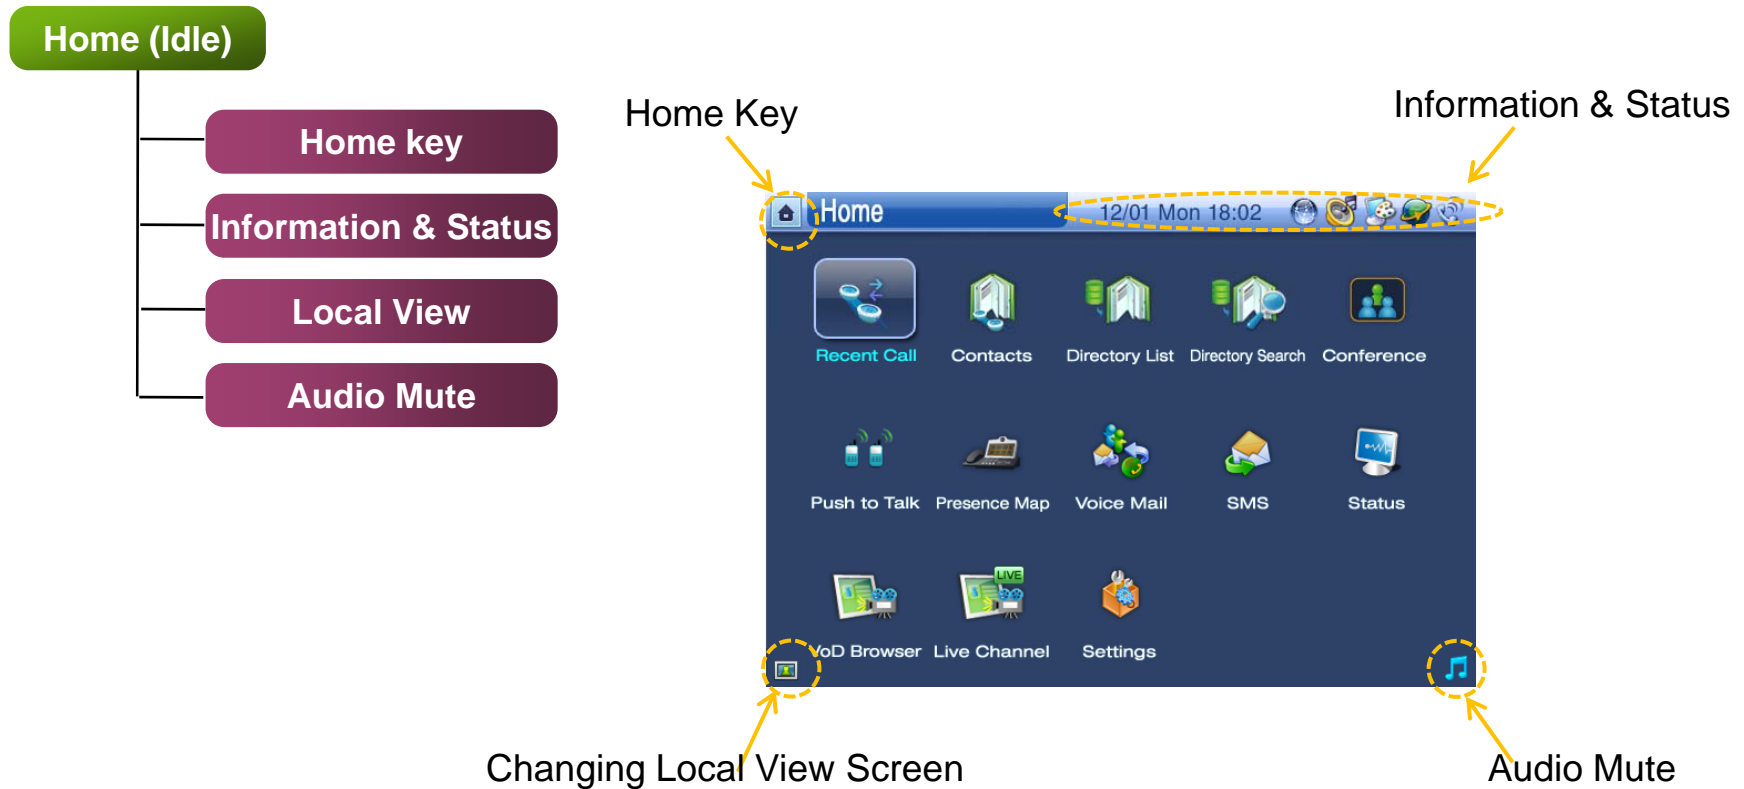 Home (Idle)
Home key
Information & Status
Local View
Audio Mute
Home Key
Information & Status
Home
12/01 Mon 18:02
Recent Call
Contacts
Directory List
Directory Search
Conference
Push to Talk
Presence Map
Voice Mail
SMS
Status
LIVE
VoD Browser
Live Channel
Settings
Changing Local View Screen
Audio Mute